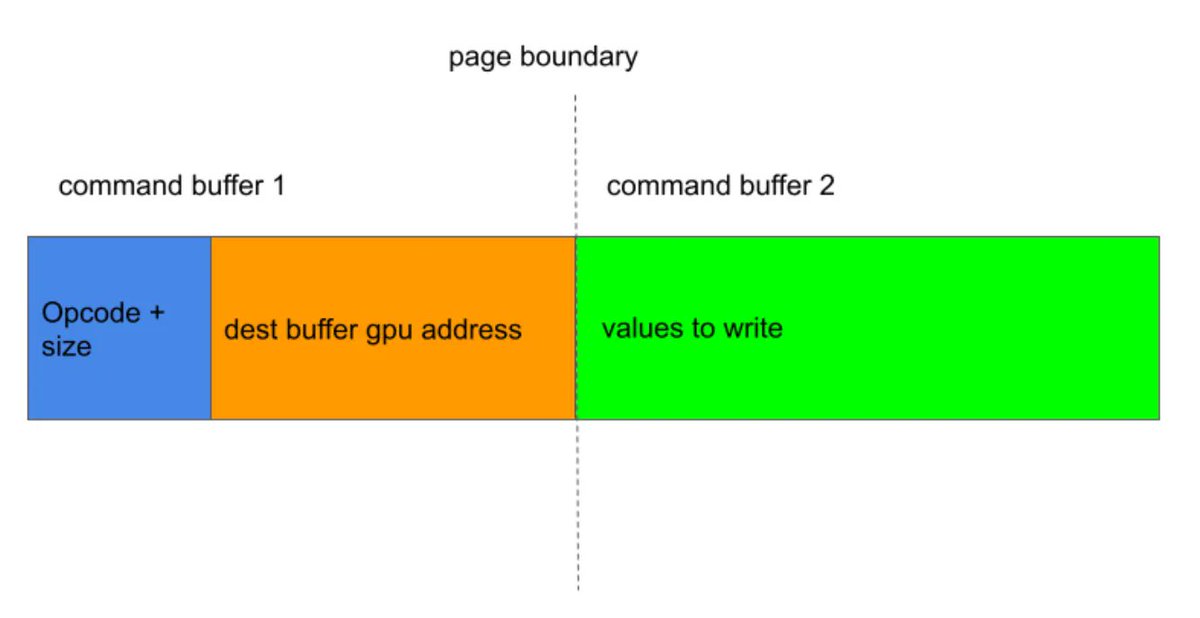 page boundary
command buffer 1
command buffer 2
Opcode +
size
dest buffer gpu address
values to write